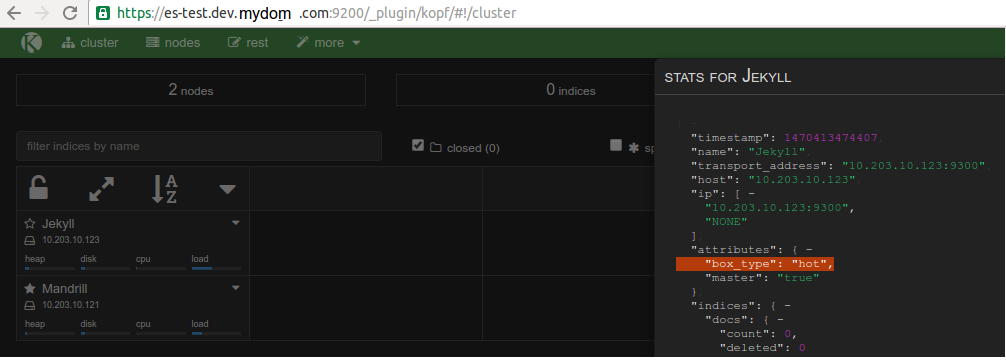 https://es-test.dev.mydom .com:9200/_plugin/kopf/#!/cluster
cluster nodes rest more
2 nodes 0 indices
filter indices by name closed (0) sp
Jekyll
10.203.10.123
heap disk cpu load
Mandrill
10.203.10.121
heap disk cpu load
STATS FOR JEKYLL
"timestamp": 1470413474407,
"name": "Jekyll",
"transport_address": "10.203.10.123:9300",
"host": "10.203.10.123",
"ip": [ -
"10.203.10.123:9300",
"NONE"
],
"attributes": { -
"box_type": "hot",
"master": "true"
},
"indices": { -
"docs": { -
"count": 0,
"deleted": 0